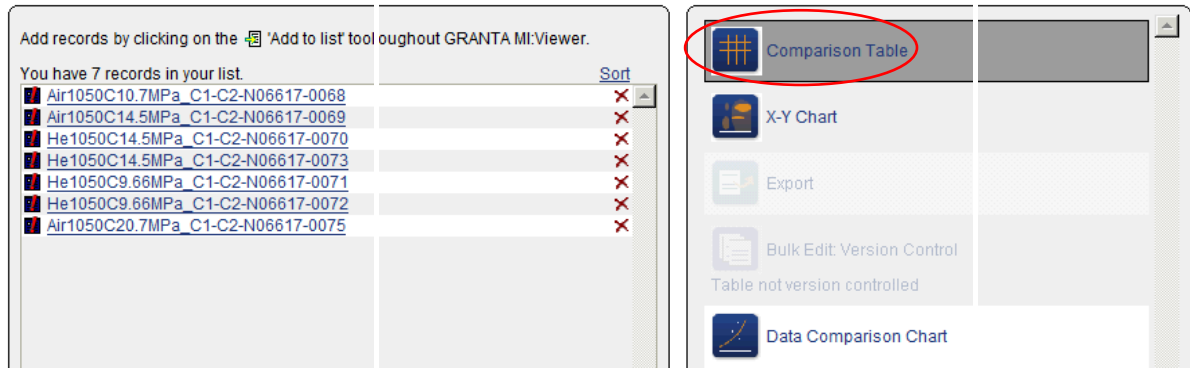 Add records by clicking on the 'Add to list' tool oughout GRANTA MI:Viewer.
You have 7 records in your list. Sort
Air1050C10.7MPa_C1-C2-N06617-0068
Air1050C14.5MPa_C1-C2-N06617-0069
He1050C14.5MPa_C1-C2-N06617-0070
He1050C14.5MPa_C1-C2-N06617-0073
He1050C9.66MPa_C1-C2-N06617-0071
He1050C9.66MPa_C1-C2-N06617-0072
Air1050C20.7MPa_C1-C2-N06617-0075
Comparison Table
X-Y Chart
Export
Bulk Edit: Version Control
Table not version controlled
Data Comparison Chart